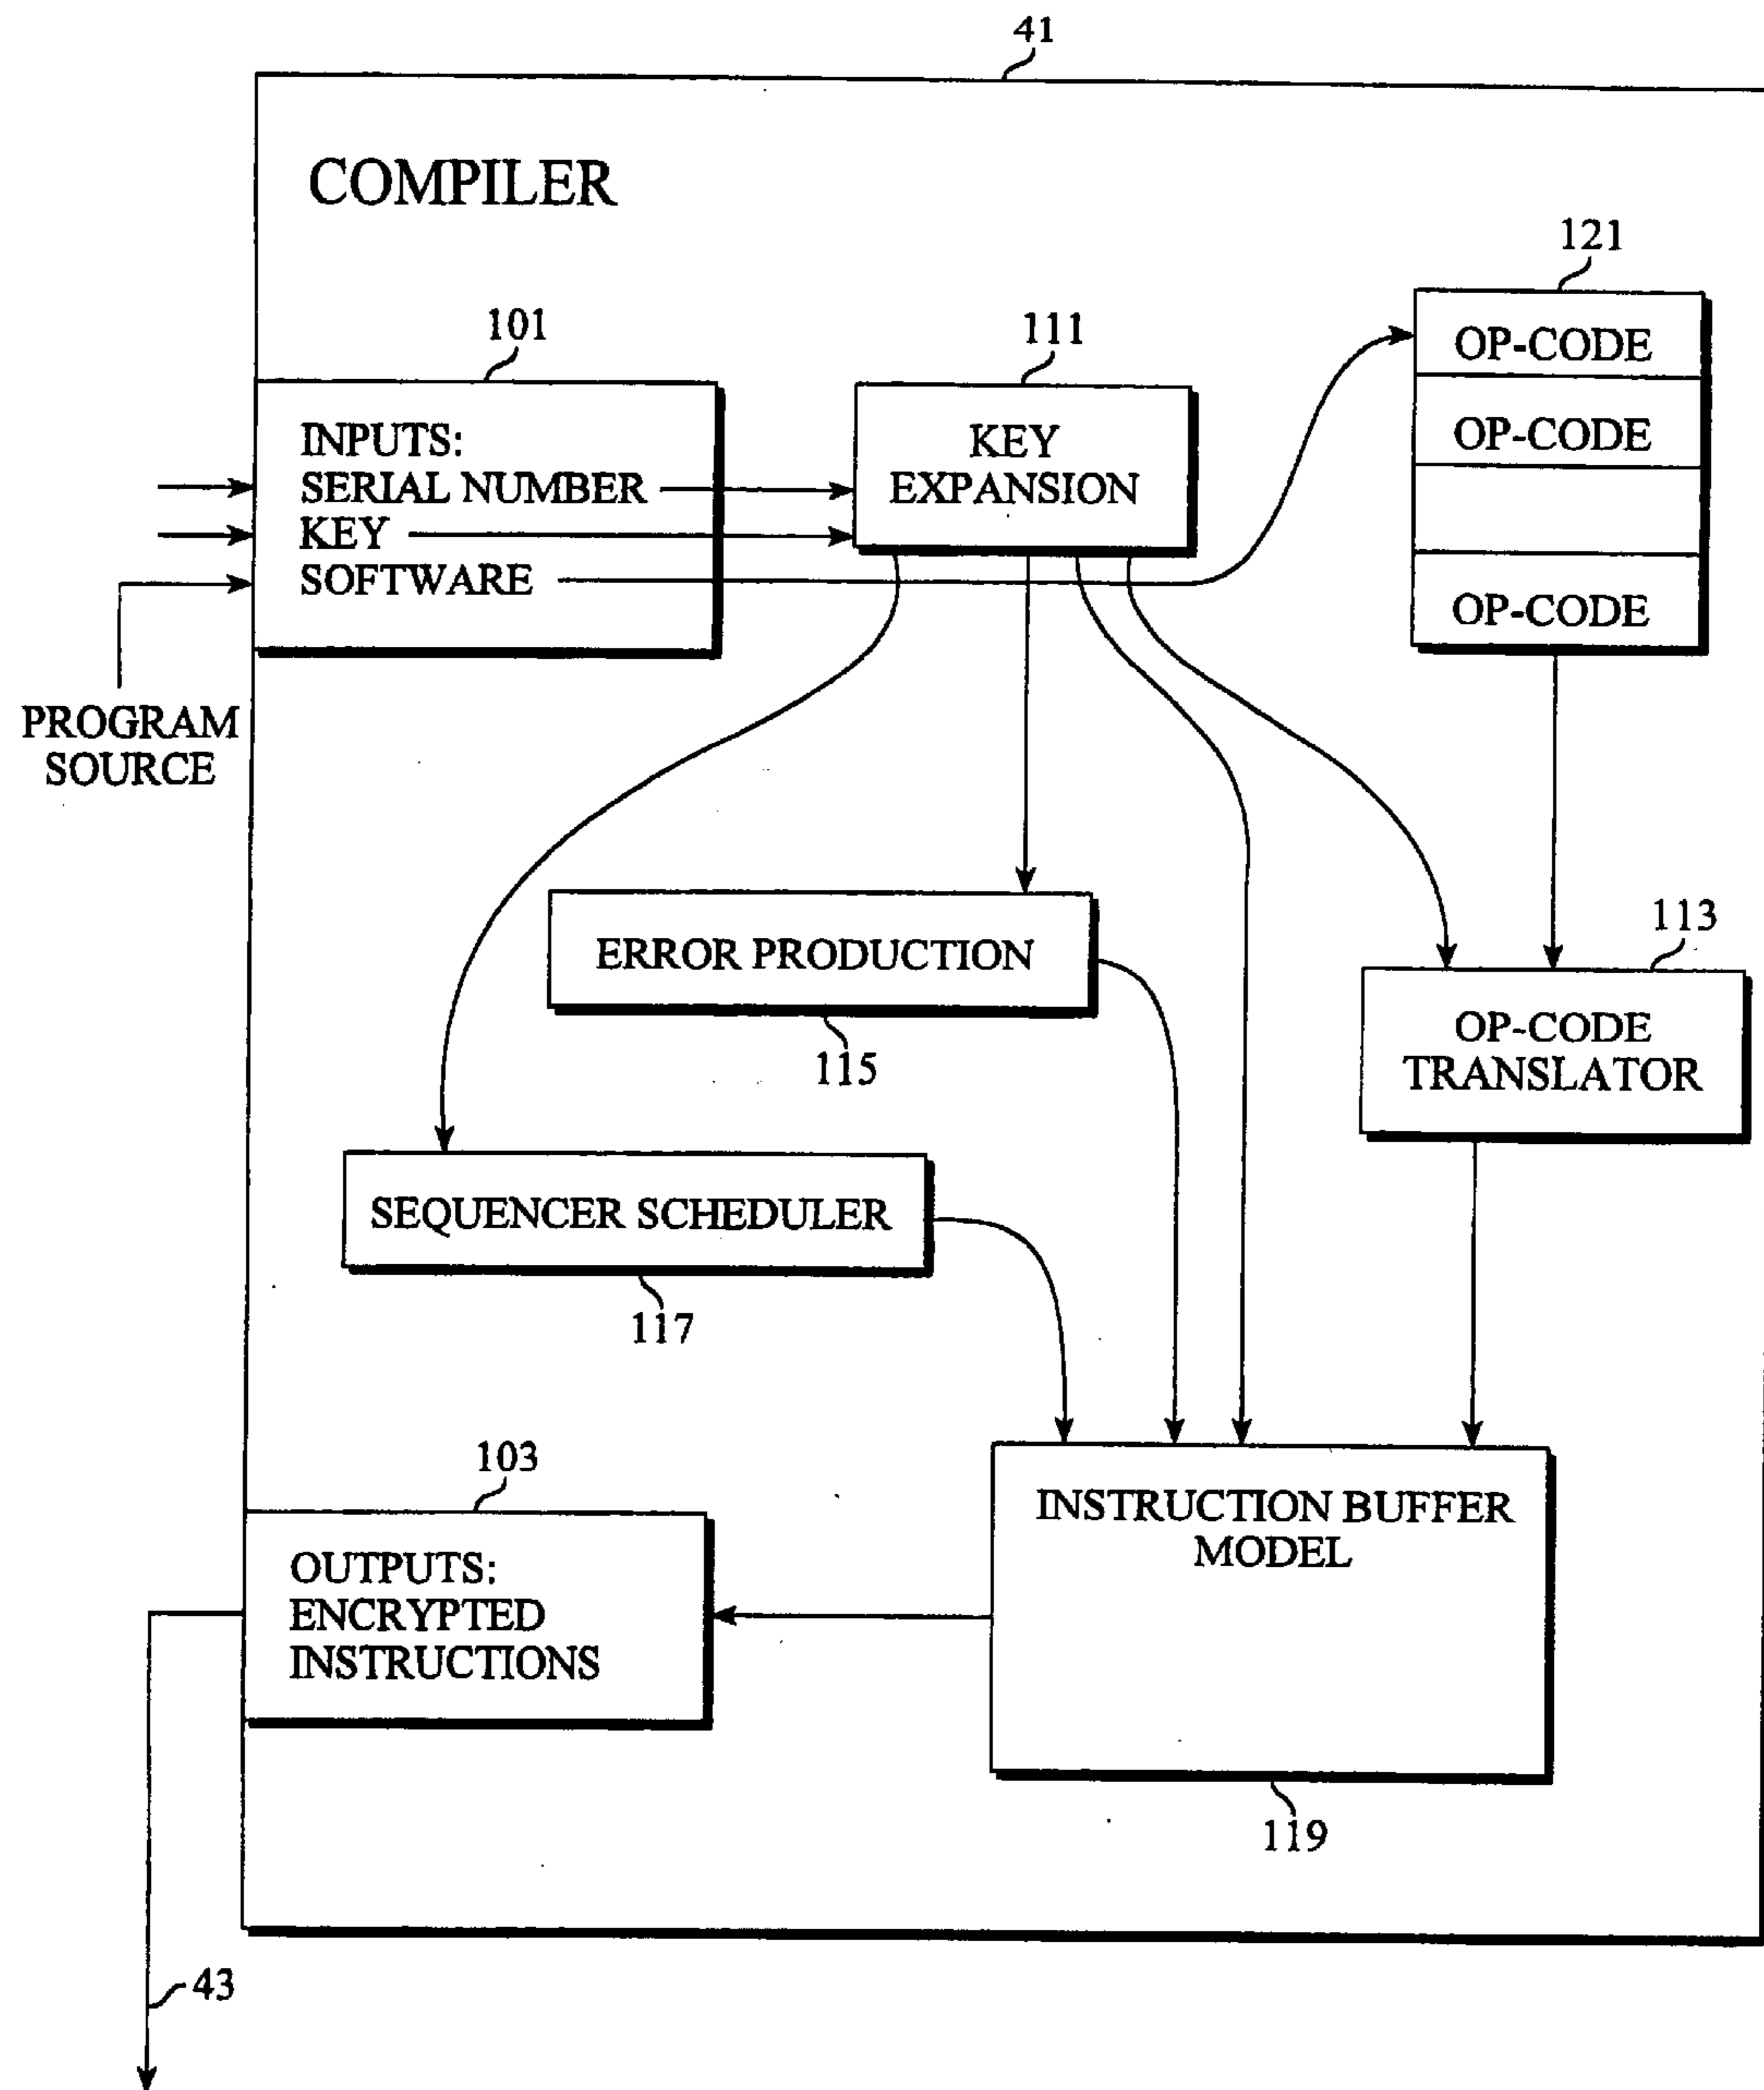 41
COMPILER
121
OP-CODE
OP-CODE
OP-CODE
101
INPUTS:
SERIAL NUMBER
KEY
SOFTWARE
111
KEY
EXPANSION
PROGRAM
SOURCE
ERROR PRODUCTION
115
113
OP-CODE
TRANSLATOR
SEQUENCER SCHEDULER
117
103
OUTPUTS:
ENCRYPTED
INSTRUCTIONS
INSTRUCTION BUFFER
MODEL
119
43